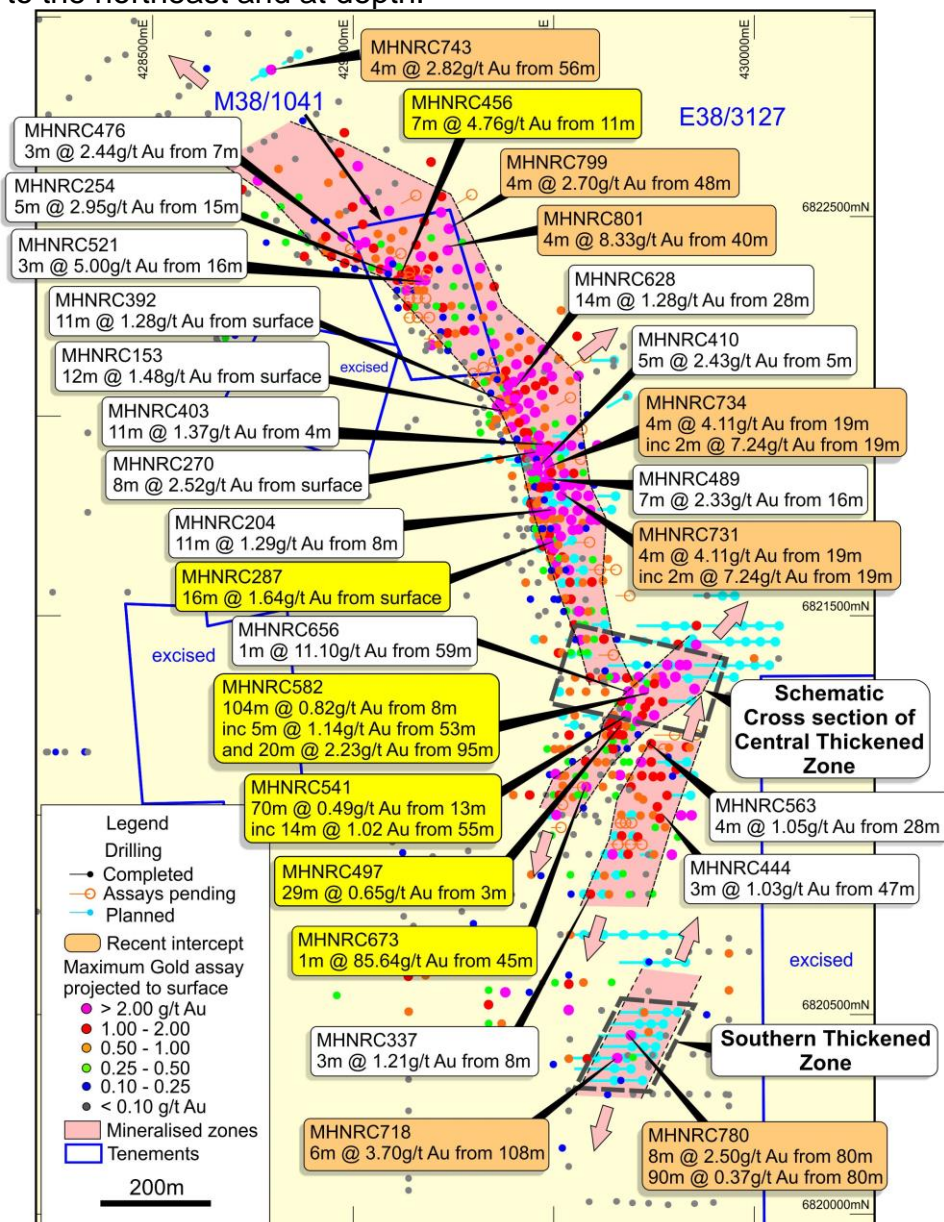 to the northeast and at depth.
428500mE
429000mE
430000mE
MHNRC743
4m @ 2.82g/t Au from 56m
M38/1041
MHNRC456
7m @ 4.76g/t Au from 11m
E38/3127
MHNRC476
3m @ 2.44g/t Au from 7m
MHNRC799
4m @ 2.70g/t Au from 48m
MHNRC254
5m @ 2.95g/t Au from 15m
6822500mN
MHNRC801
4m @ 8.33g/t Au from 40m
MHNRC521
3m @ 5.00g/t Au from 16m
MHNRC628
14m @ 1.28g/t Au from 28m
MHNRC392
11m @ 1.28g/t Au from surface
MHNRC410
5m @ 2.43g/t Au from 5m
MHNRC153
12m @ 1.48g/t Au from surface
excised
MHNRC734
4m @ 4.11g/t Au from 19m
inc 2m @ 7.24g/t Au from 19m
MHNRC403
11m @ 1.37g/t Au from 4m
MHNRC270
8m @ 2.52g/t Au from surface
MHNRC489
7m @ 2.33g/t Au from 16m
MHNRC204
11m @ 1.29g/t Au from 8m
MHNRC731
4m @ 4.11g/t Au from 19m
inc 2m @ 7.24g/t Au from 19m
MHNRC287
16m @ 1.64g/t Au from surface
6821500mN
excised
MHNRC656
1m @ 11.10g/t Au from 59m
MHNRC582
104m @ 0.82g/t Au from 8m
inc 5m @ 1.14g/t Au from 53m
and 20m @ 2.23g/t Au from 95m
Schematic
Cross section of
Central Thickened
Zone
MHNRC541
70m @ 0.49g/t Au from 13m
inc 14m @ 1.02 Au from 55m
MHNRC563
4m @ 1.05g/t Au from 28m
MHNRC497
29m @ 0.65g/t Au from 3m
MHNRC444
3m @ 1.03g/t Au from 47m
MHNRC673
1m @ 85.64g/t Au from 45m
excised
6820500mN
MHNRC337
3m @ 1.21g/t Au from 8m
Southern Thickened
Zone
MHNRC718
6m @ 3.70g/t Au from 108m
MHNRC780
8m @ 2.50g/t Au from 80m
90m @ 0.37g/t Au from 80m
6820000mN
Legend
Drilling
Completed
Assays pending
Planned
Recent intercept
Maximum Gold assay
projected to surface
> 2.00 g/t Au
1.00 - 2.00
0.50 - 1.00
0.25 - 0.50
0.10 - 0.25
< 0.10 g/t Au
Mineralised zones
Tenements
200m